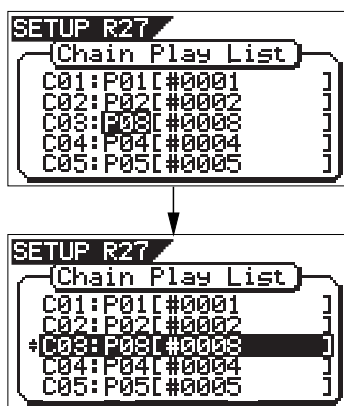 SETUP R27
Chain Play List
C01:P01[#0001 ]
C02:P02[#0002 ]
C03:P08[#0008 ]
C04:P04[#0004 ]
C05:P05[#0005 ]
SETUP R27
Chain Play List
C01:P01[#0001 ]
C02:P02[#0002 ]
C03:P08[#0008 ]
C04:P04[#0004 ]
C05:P05[#0005 ]